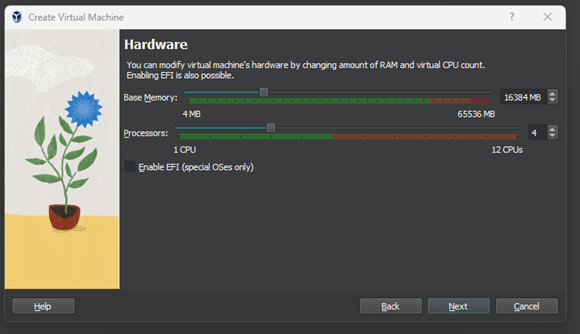 Create Virtual Machine
Hardware
You can modify virtual machine's hardware by changing amount of RAM and virtual CPU count.
Enabling EFI is also possible.
Base Memory: 16384 MB
4 MB 65536 MB
Processors: 4
1 CPU 12 CPUs
Enable EFI (special OSes only)
Help Back Next Cancel